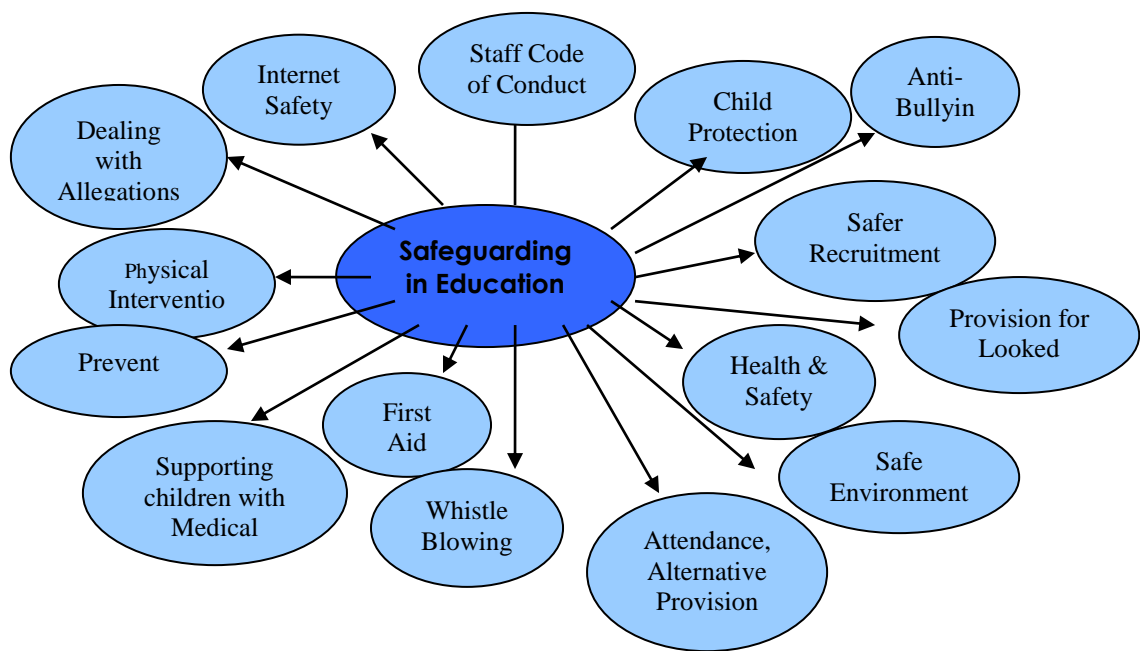 Staff Code
of Conduct
Internet
Safety
Anti-
Bullyin
Child
Protection
Dealing
with
Allegations
Safer
Recruitment
Safeguarding
in Education
Physical
Interventio
Provision for
Looked
Prevent
Health &
Safety
First
Aid
Safe
Environment
Supporting
children with
Medical
Whistle
Blowing
Attendance,
Alternative
Provision